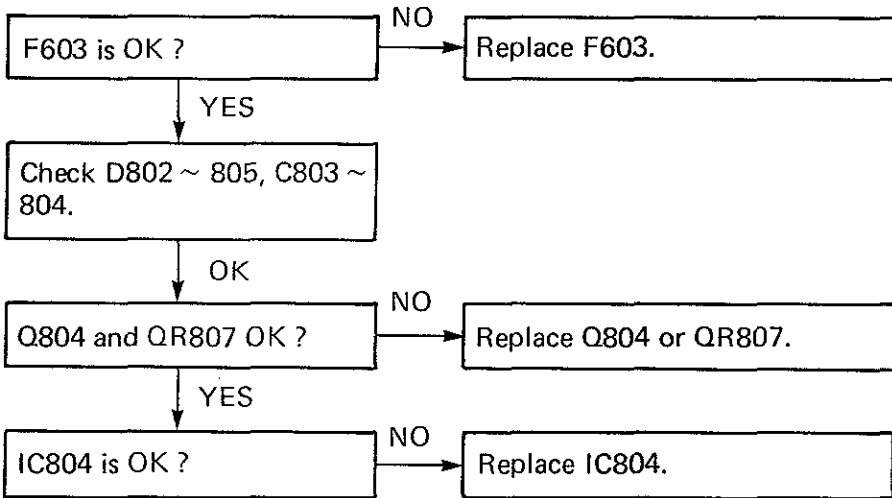 F603 is OK ?
NO
Replace F603.
YES
Check D802 ~ 805, C803 ~
804.
OK
Q804 and QR807 OK ?
NO
Replace Q804 or QR807.
YES
IC804 is OK ?
NO
Replace IC804.